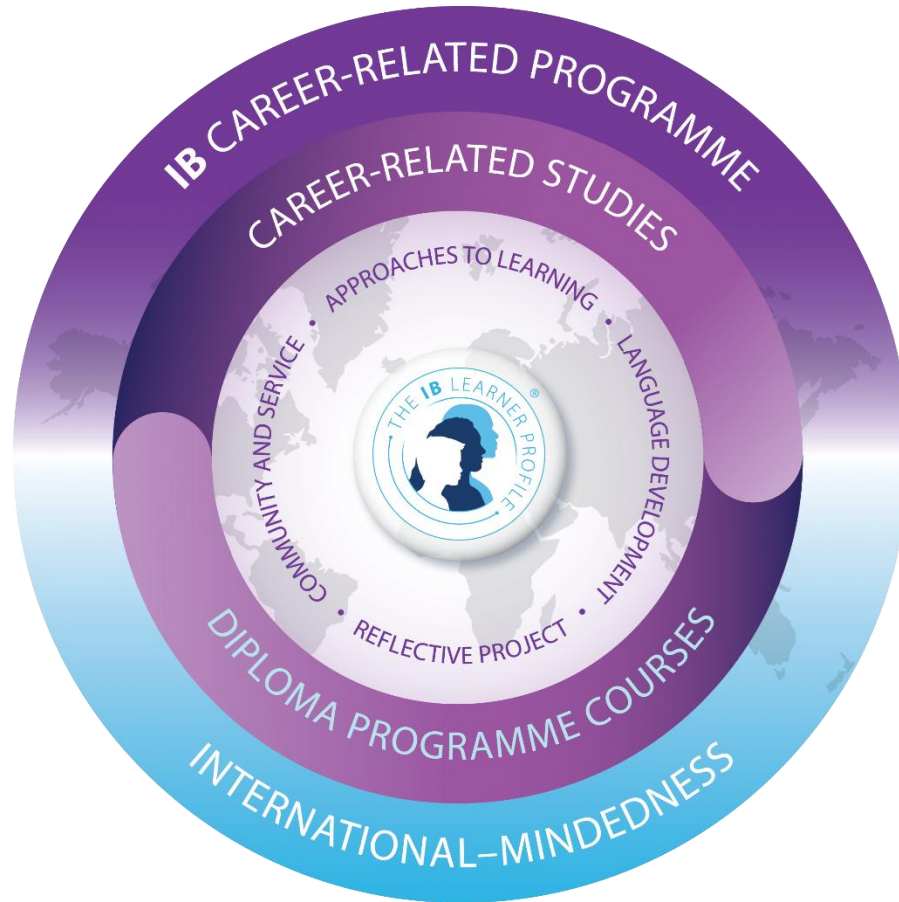 IB CAREER-RELATED PROGRAMME
CAREER-RELATED STUDIES
APPROACHES TO LEARNING •
LANGUAGE DEVELOPMENT •
REFLECTIVE PROJECT •
COMMUNITY AND SERVICE •
• THE IB LEARNER PROFILE •
®
DIPLOMA PROGRAMME COURSES
INTERNATIONAL–MINDEDNESS